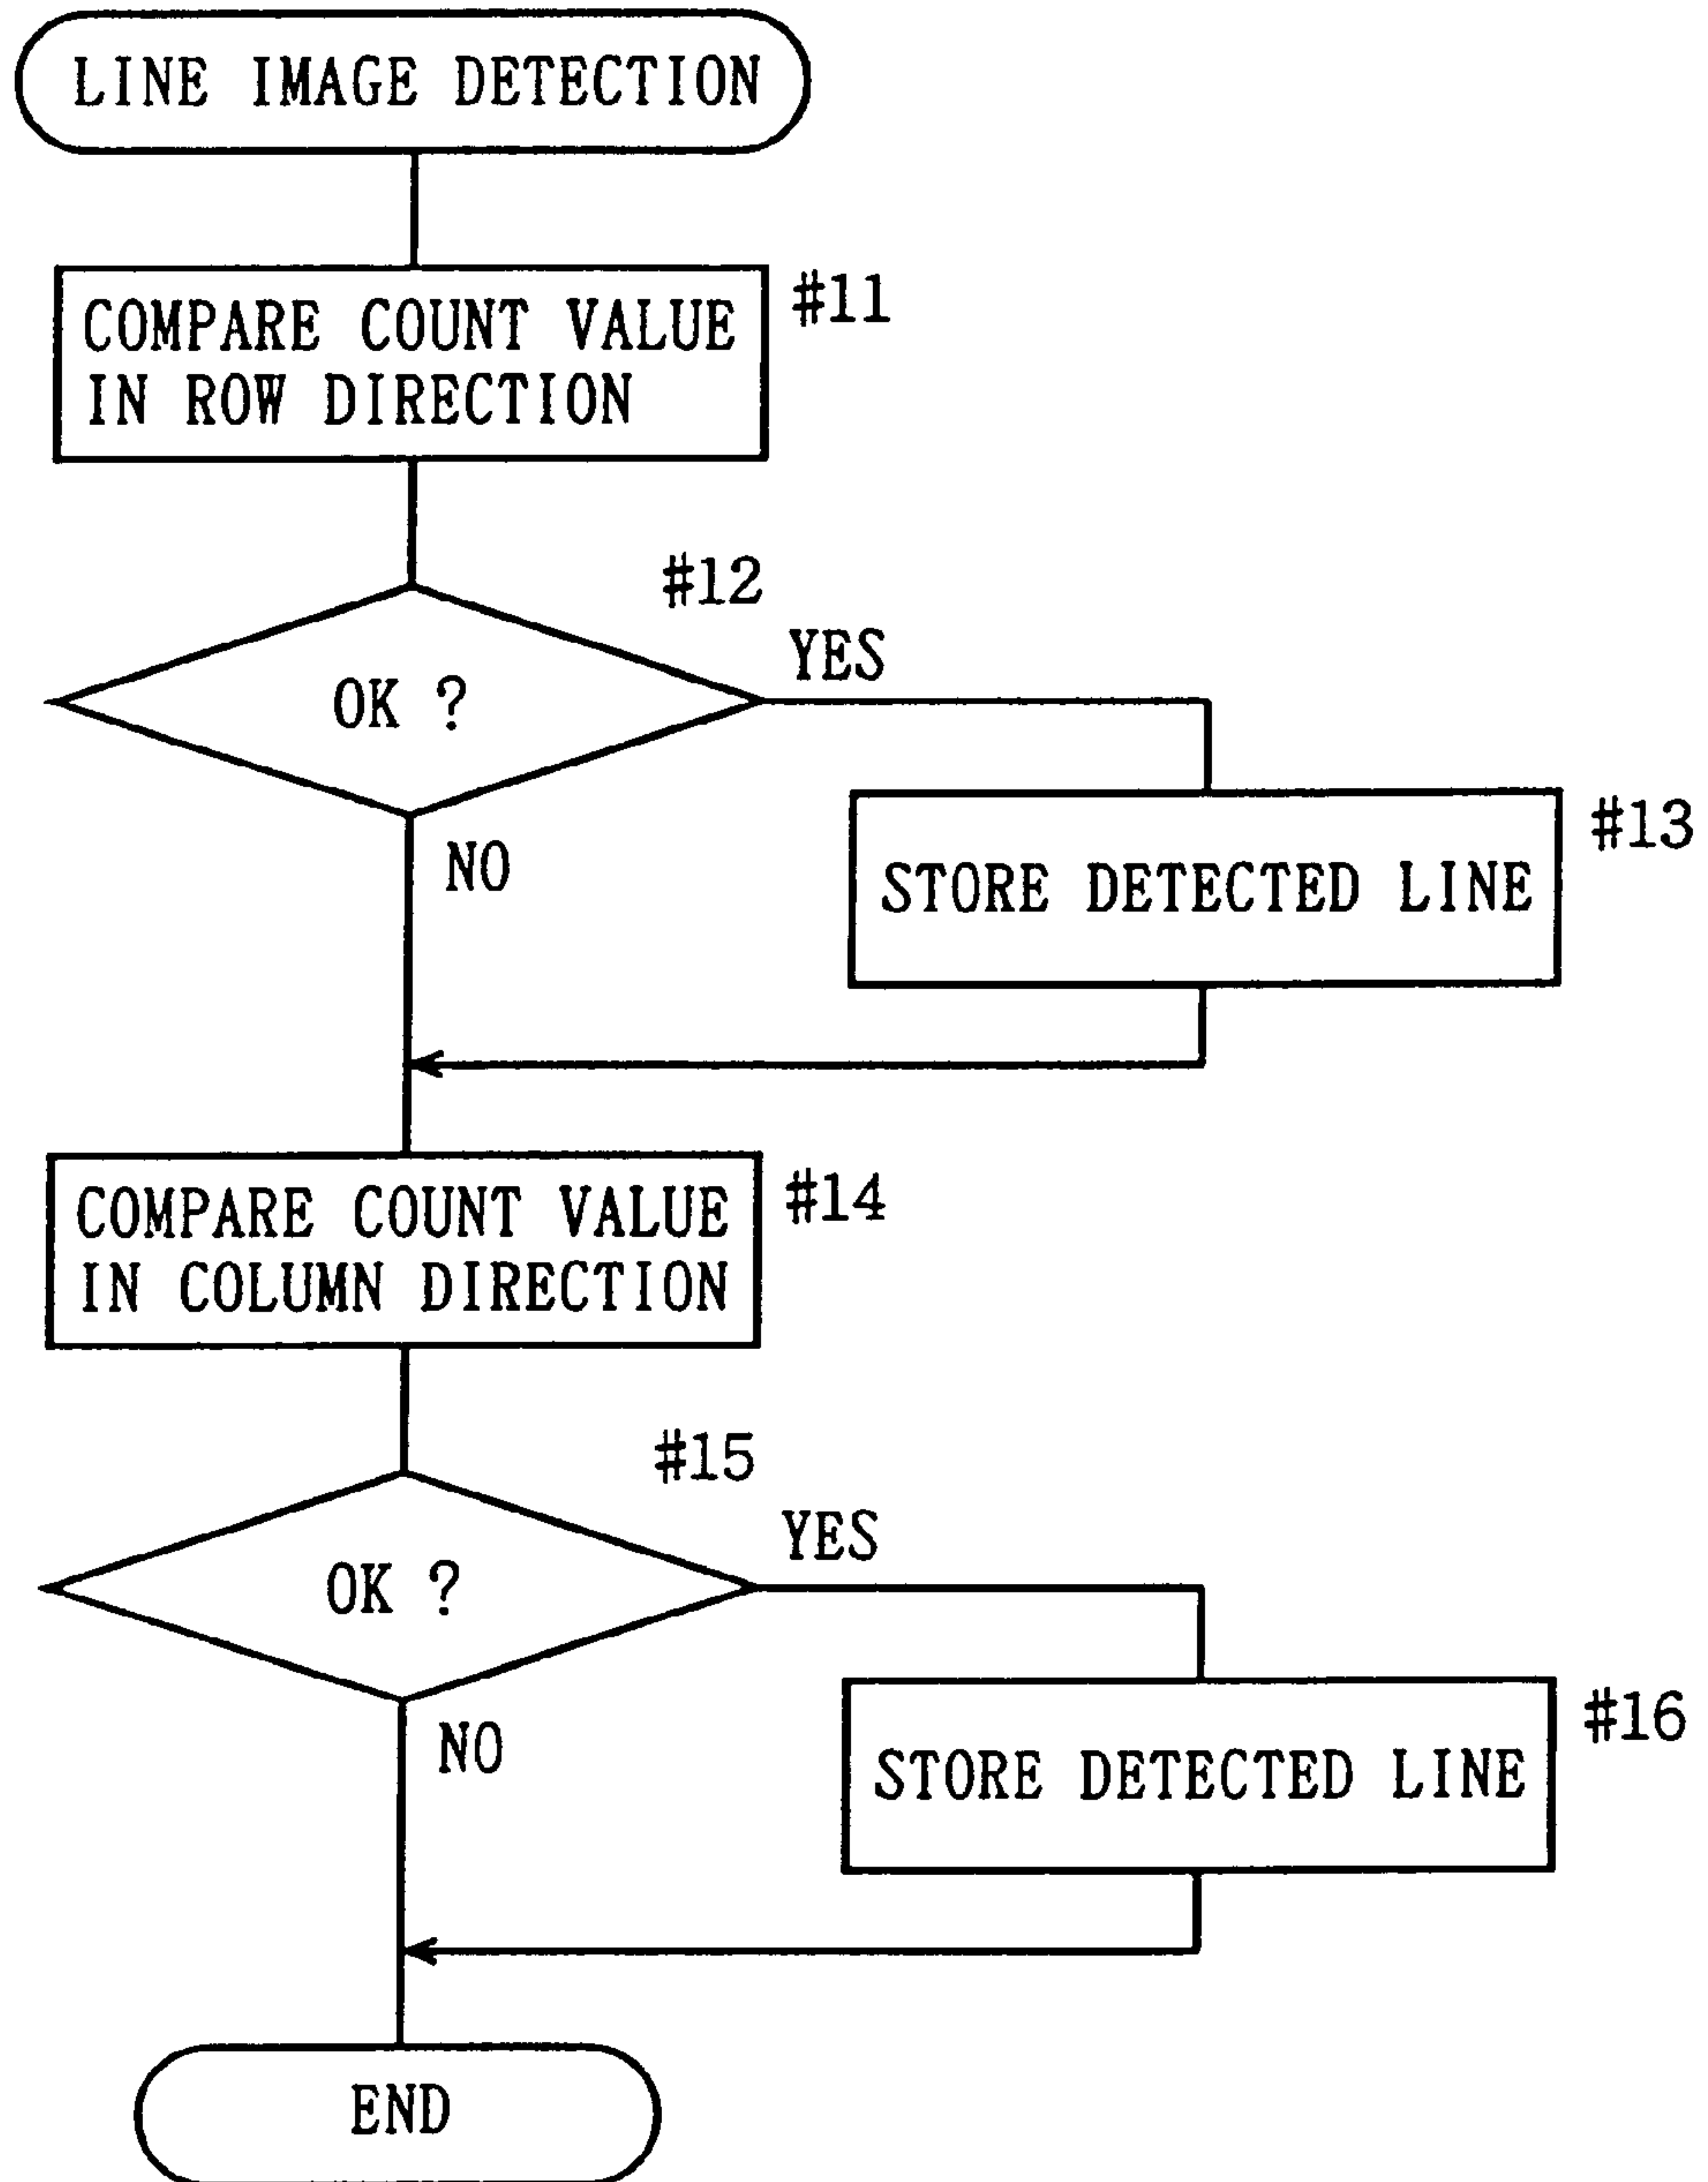 LINE IMAGE DETECTION
COMPARE COUNT VALUE
IN ROW DIRECTION
#11
#12
OK ?
YES
NO
STORE DETECTED LINE
#13
COMPARE COUNT VALUE
IN COLUMN DIRECTION
#14
#15
OK ?
YES
NO
STORE DETECTED LINE
#16
END